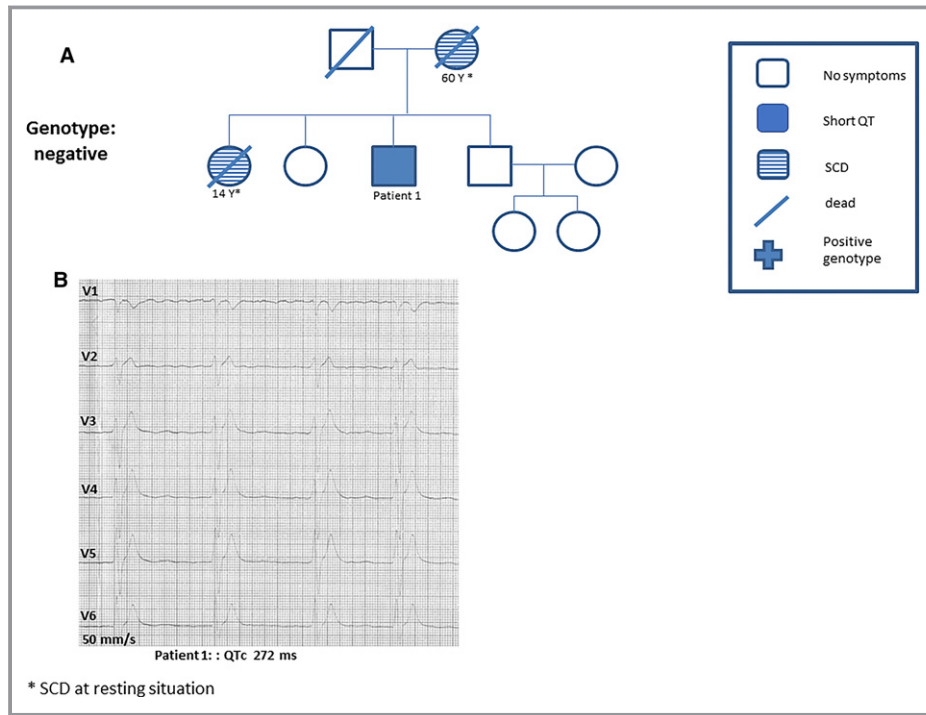 A
60 Y *
Genotype:
negative
14 Y*
Patient 1
No symptoms
Short QT
SCD
dead
Positive
genotype
B
V1
V2
V3
V4
V5
V6
50 mm/s
Patient 1: : QTc 272 ms
* SCD at resting situation